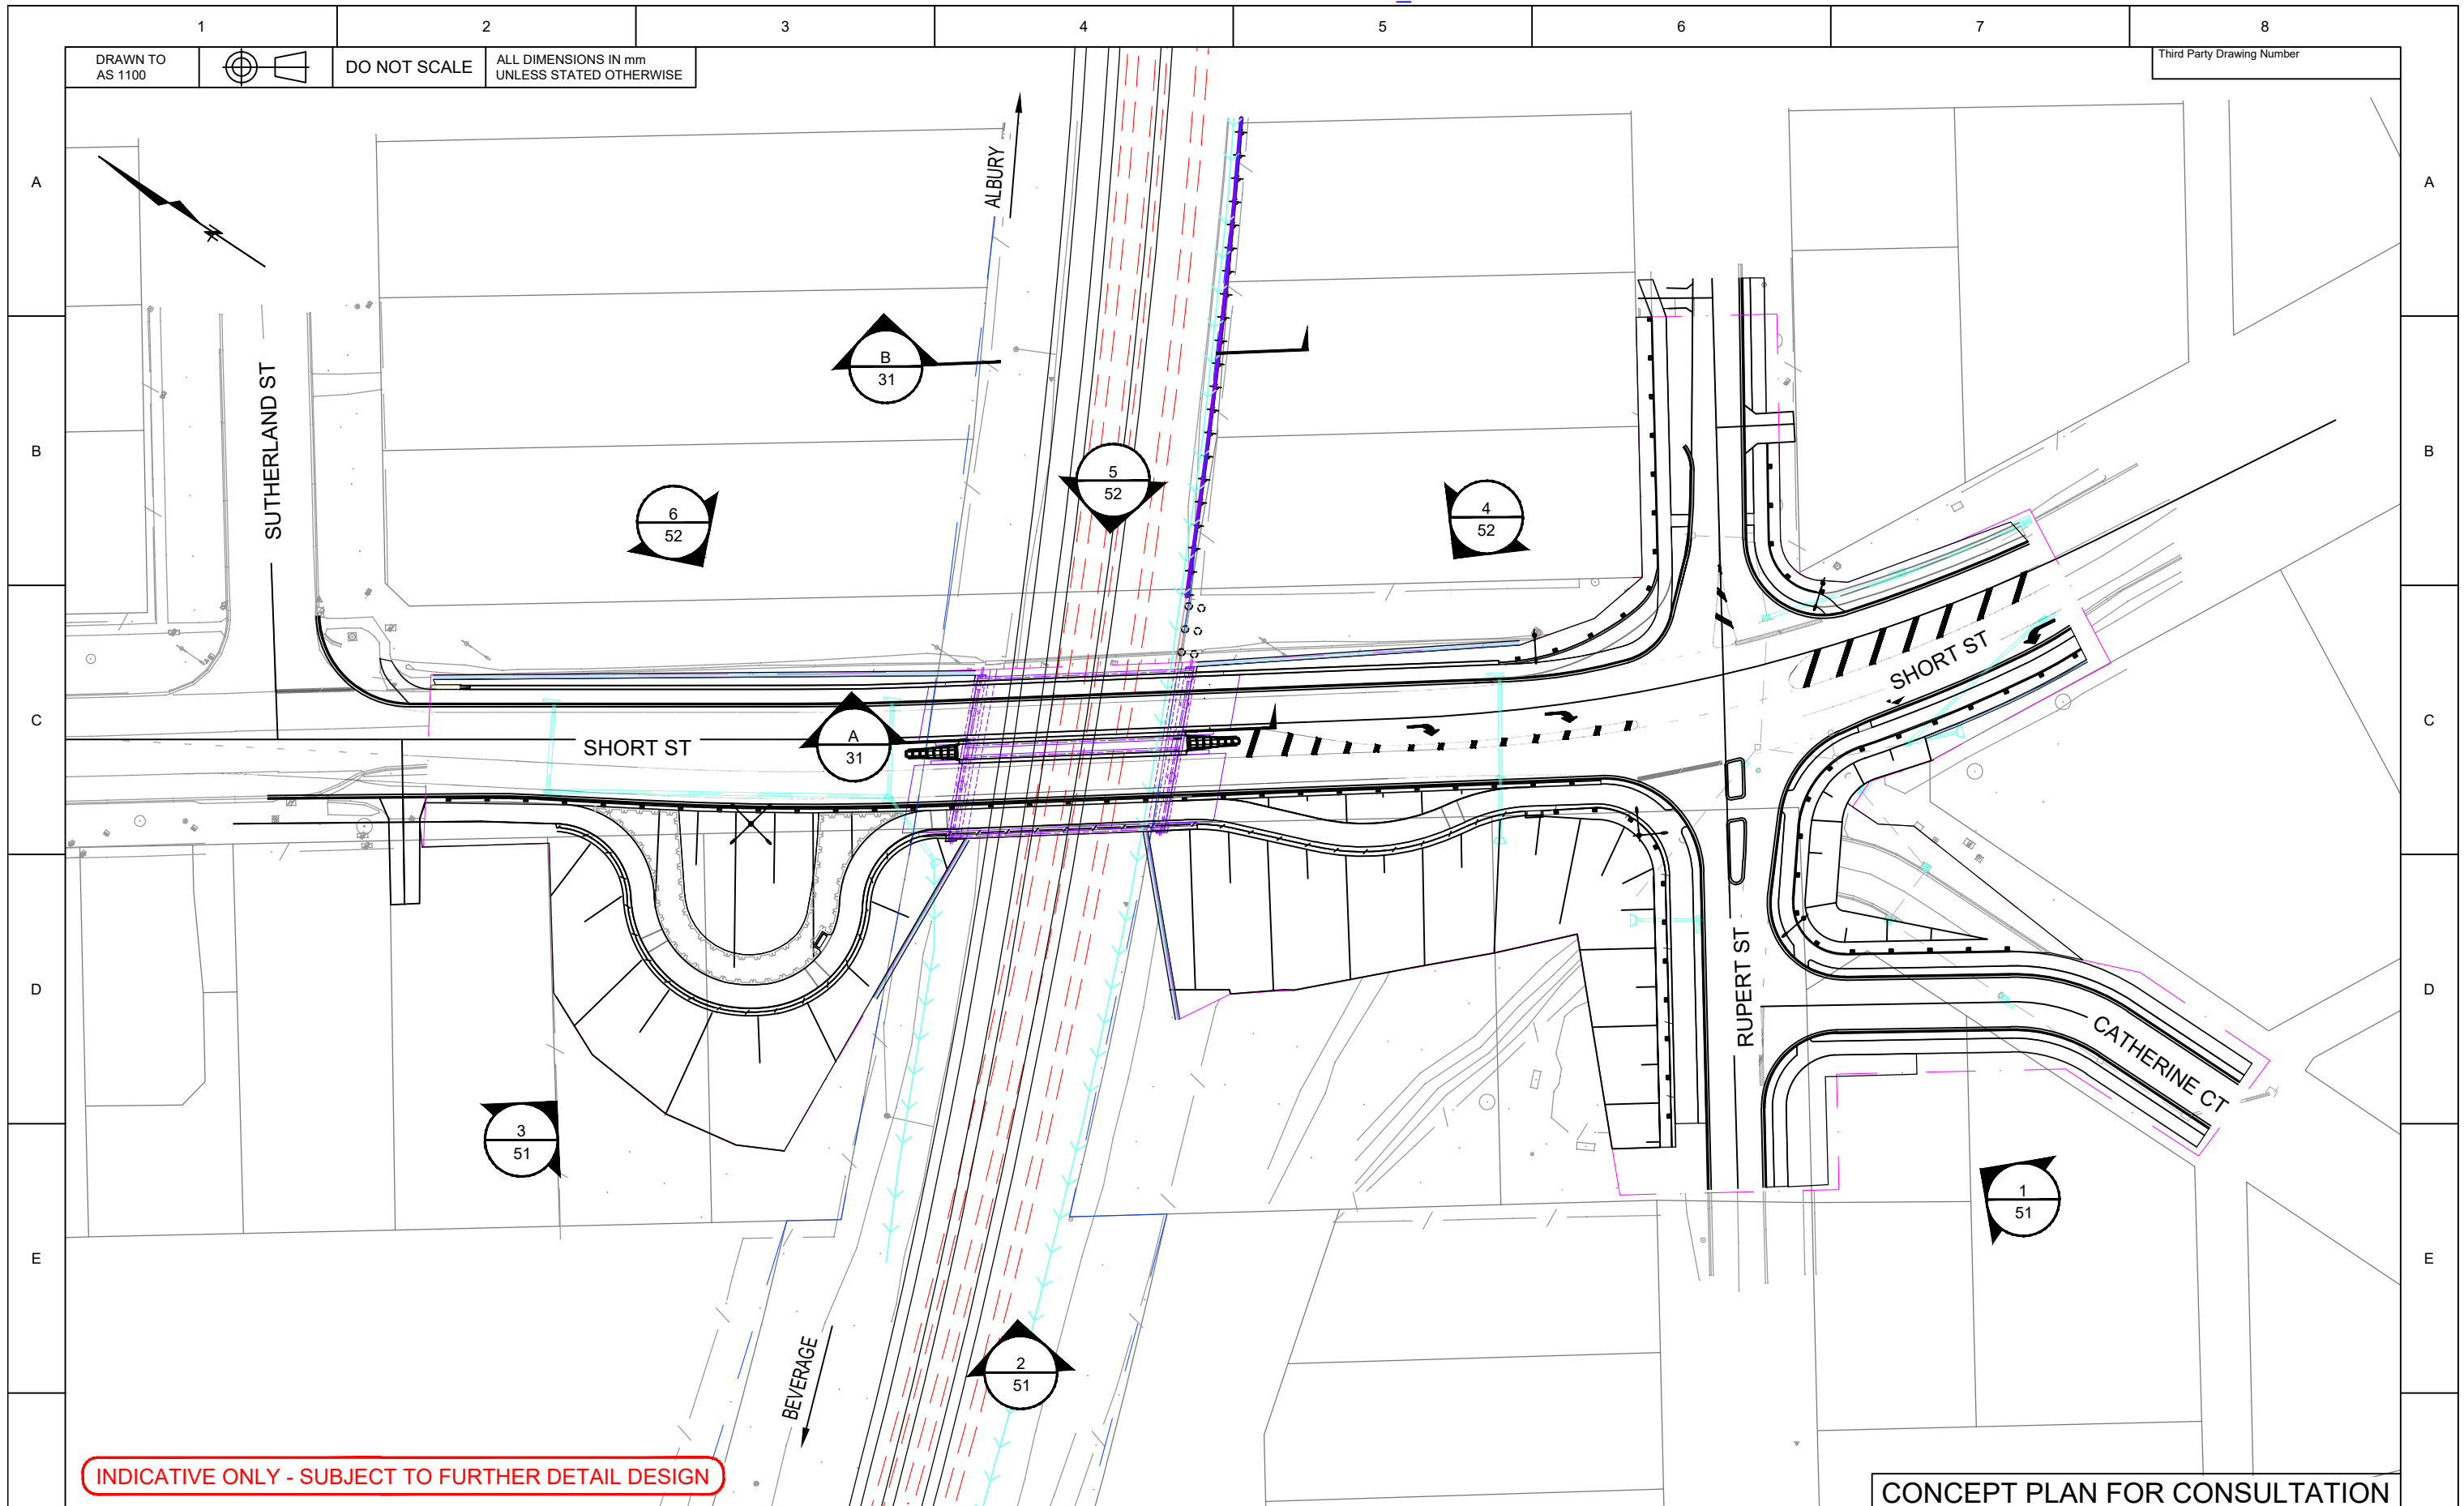 1 2 3 4 5 6 7 8
DRAWN TO
AS 1100
DO NOT SCALE
ALL DIMENSIONS IN mm
UNLESS STATED OTHERWISE
Third Party Drawing Number
A
A
ALBURY
B
31
B
B
SUTHERLAND ST
5
52
6
52
4
52
C
C
SHORT ST
SHORT ST
A
31
D
D
RUPERT ST
CATHERINE CT
3
51
1
51
E
E
2
51
BEVERAGE
INDICATIVE ONLY - SUBJECT TO FURTHER DETAIL DESIGN
CONCEPT PLAN FOR CONSULTATION